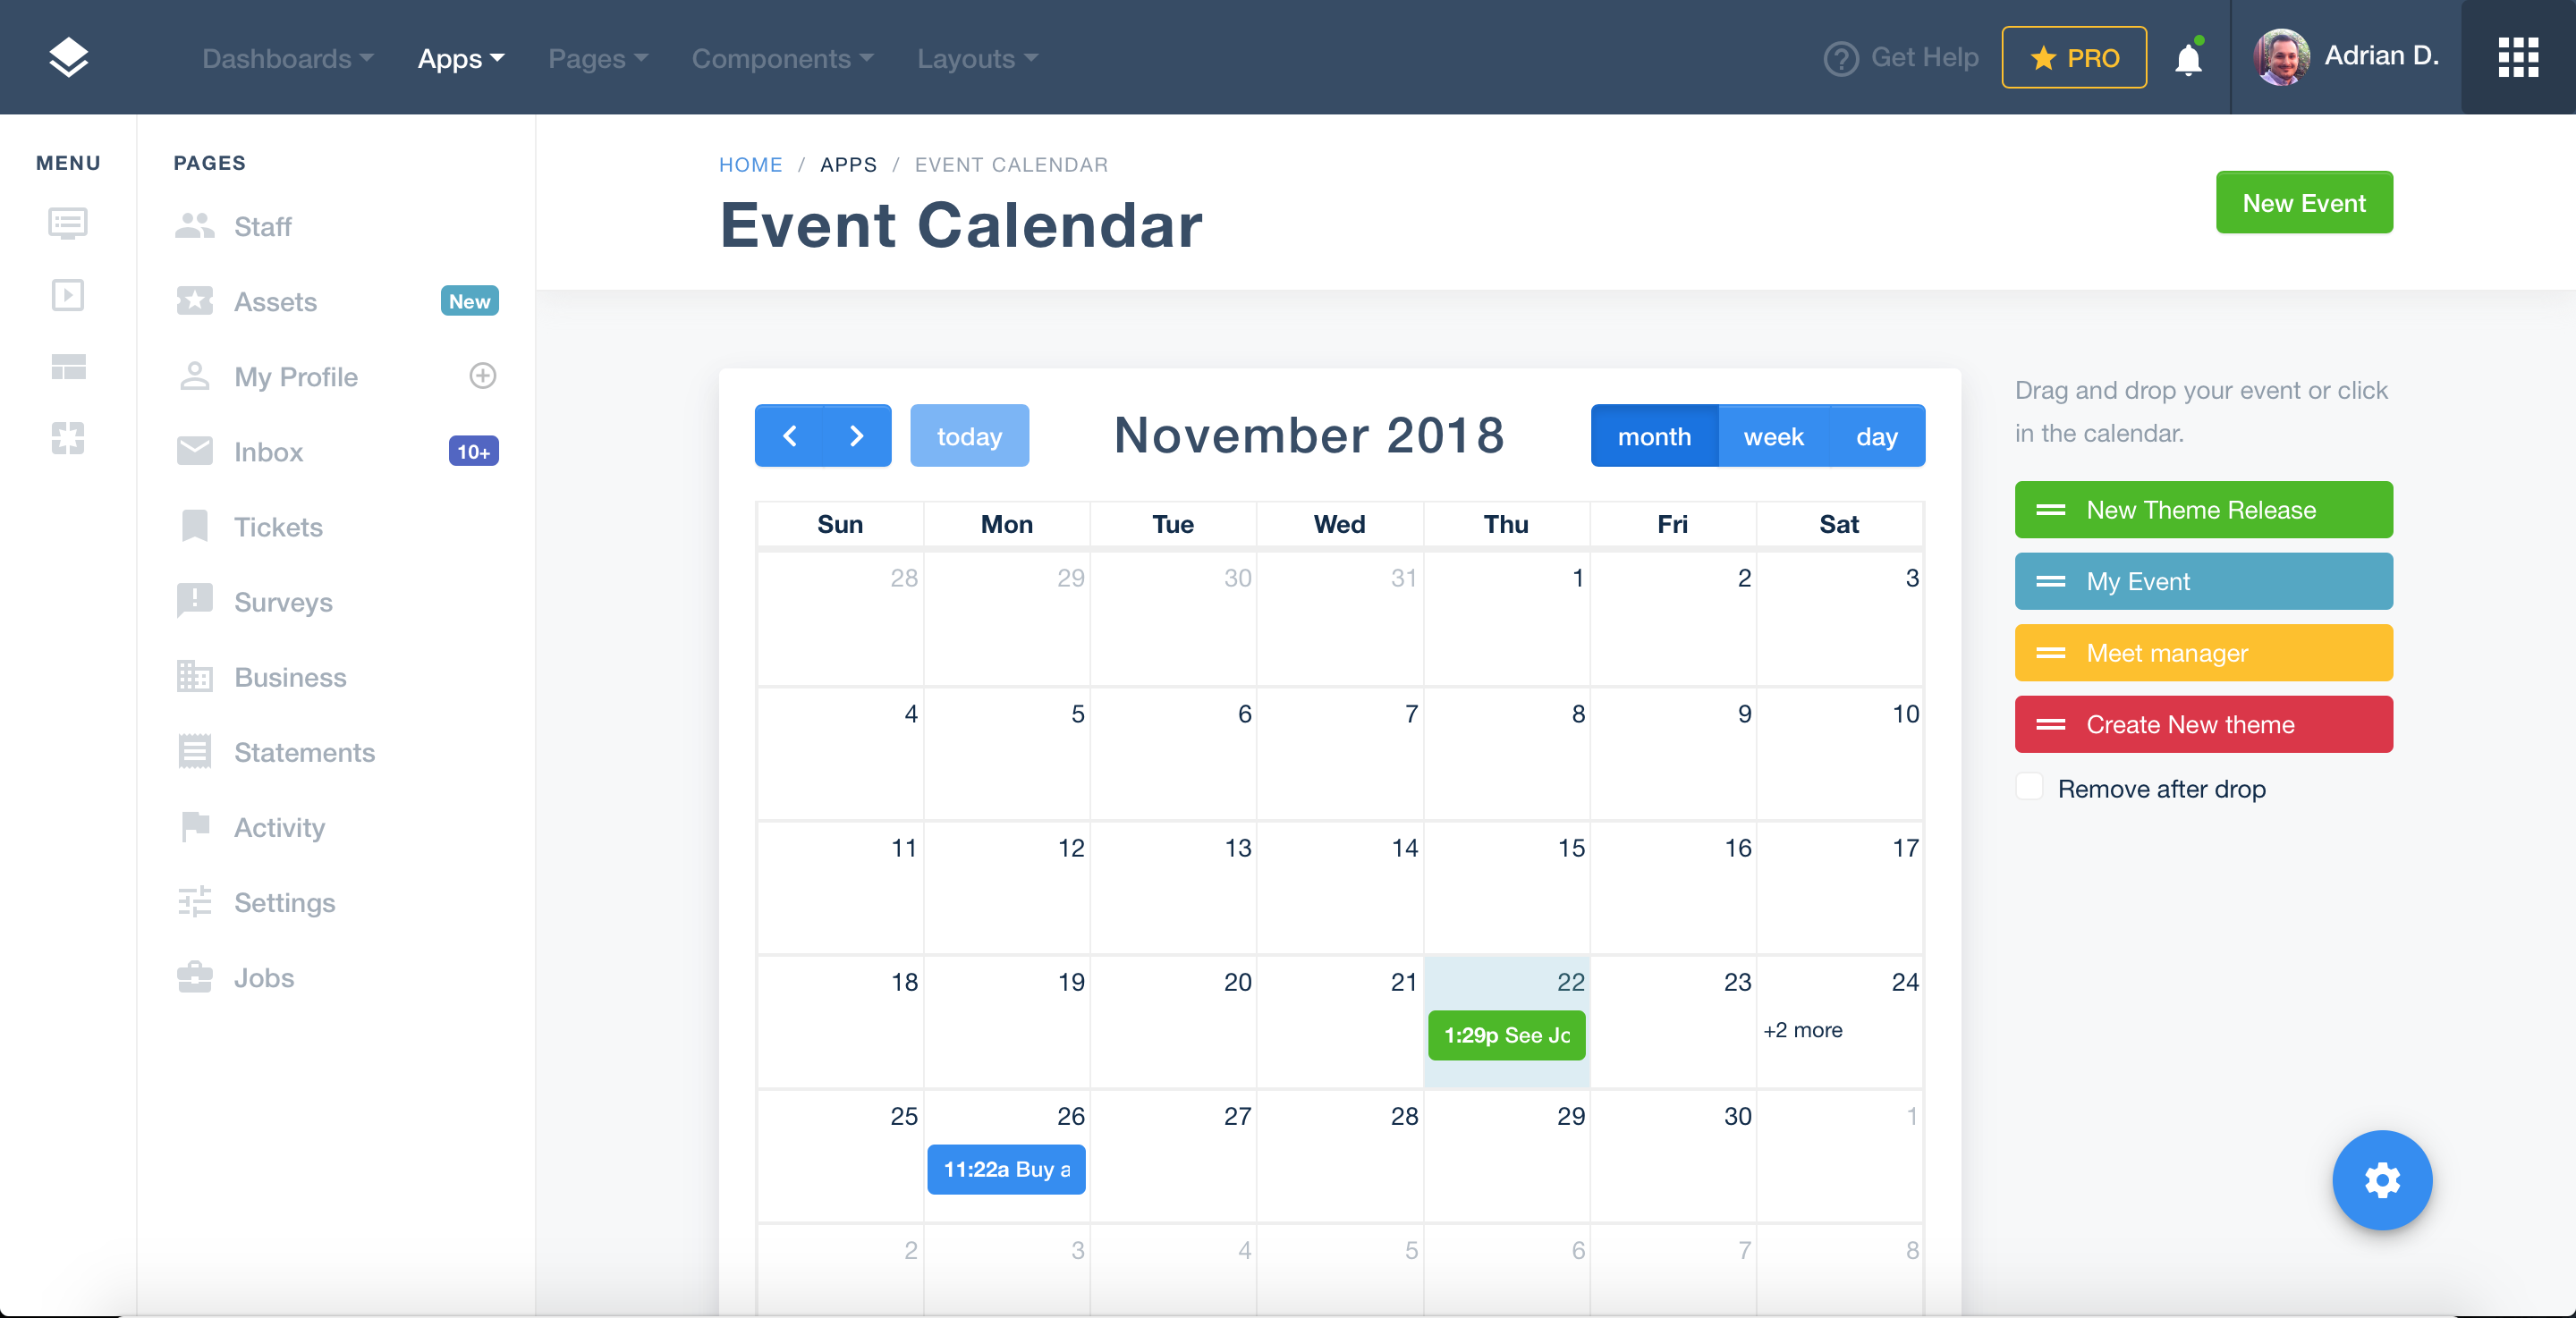 Dashboards Apps Pages Components Layouts Get Help PRO Adrian D.
MENU
PAGES
Staff
Assets New
My Profile
Inbox 10+
Tickets
Surveys
Business
Statements
Activity
Settings
Jobs
HOME / APPS / EVENT CALENDAR
Event Calendar
New Event
today November 2018 month week day
Sun Mon Tue Wed Thu Fri Sat
28 29 30 31 1 2 3
4 5 6 7 8 9 10
11 12 13 14 15 16 17
18 19 20 21 22 23 24
1:29p See Jo +2 more
25 26 27 28 29 30 1
11:22a Buy a
2 3 4 5 6 7 8
Drag and drop your event or click
in the calendar.
New Theme Release
My Event
Meet manager
Create New theme
Remove after drop